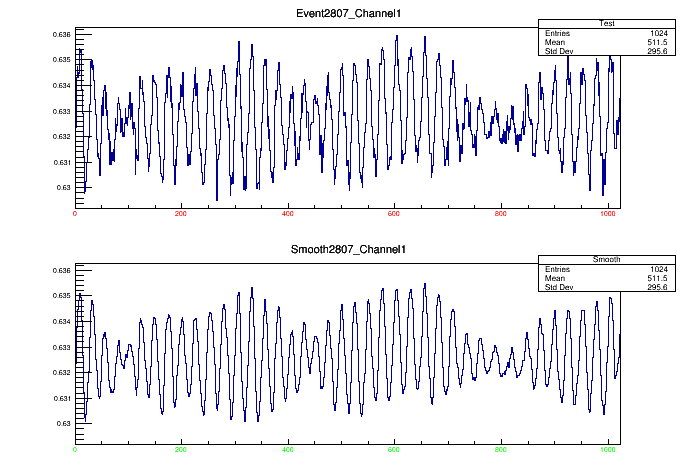 Event2807_Channel1
Test
Entries 1024
Mean 511.5
Std Dev 295.6
0.636
0.635
0.634
0.633
0.632
0.631
0.63
0 200 400 600 800 1000
Smooth2807_Channel1
Smooth
Entries 1024
Mean 511.5
Std Dev 295.6
0.636
0.635
0.634
0.633
0.632
0.631
0.63
0 200 400 600 800 1000